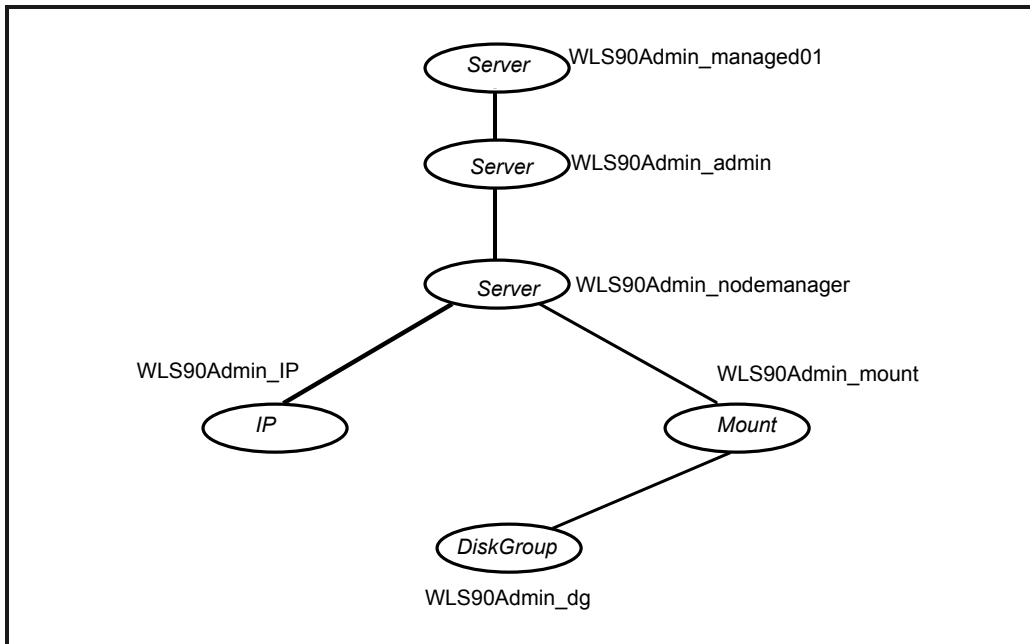 Server WLS90Admin_managed01
Server WLS90Admin_admin
Server WLS90Admin_nodemanager
WLS90Admin_IP
WLS90Admin_mount
IP
Mount
DiskGroup
WLS90Admin_dg